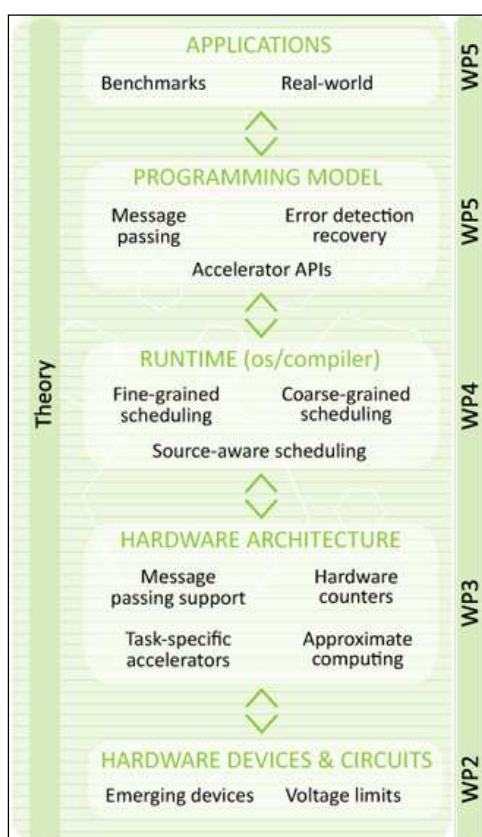 APPLICATIONS
Benchmarks Real-world
WP5
PROGRAMMING MODEL
Message passing
Error detection recovery
Accelerator APIs
WP5
RUNTIME (os/compiler)
Fine-grained scheduling
Coarse-grained scheduling
Source-aware scheduling
WP4
HARDWARE ARCHITECTURE
Message passing support
Hardware counters
Task-specific accelerators
Approximate computing
WP3
HARDWARE DEVICES & CIRCUITS
Emerging devices Voltage limits
WP2
Theory